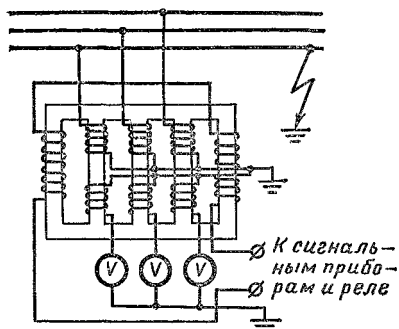 V V V
К сигналь-
ным прибо-
рам и реле